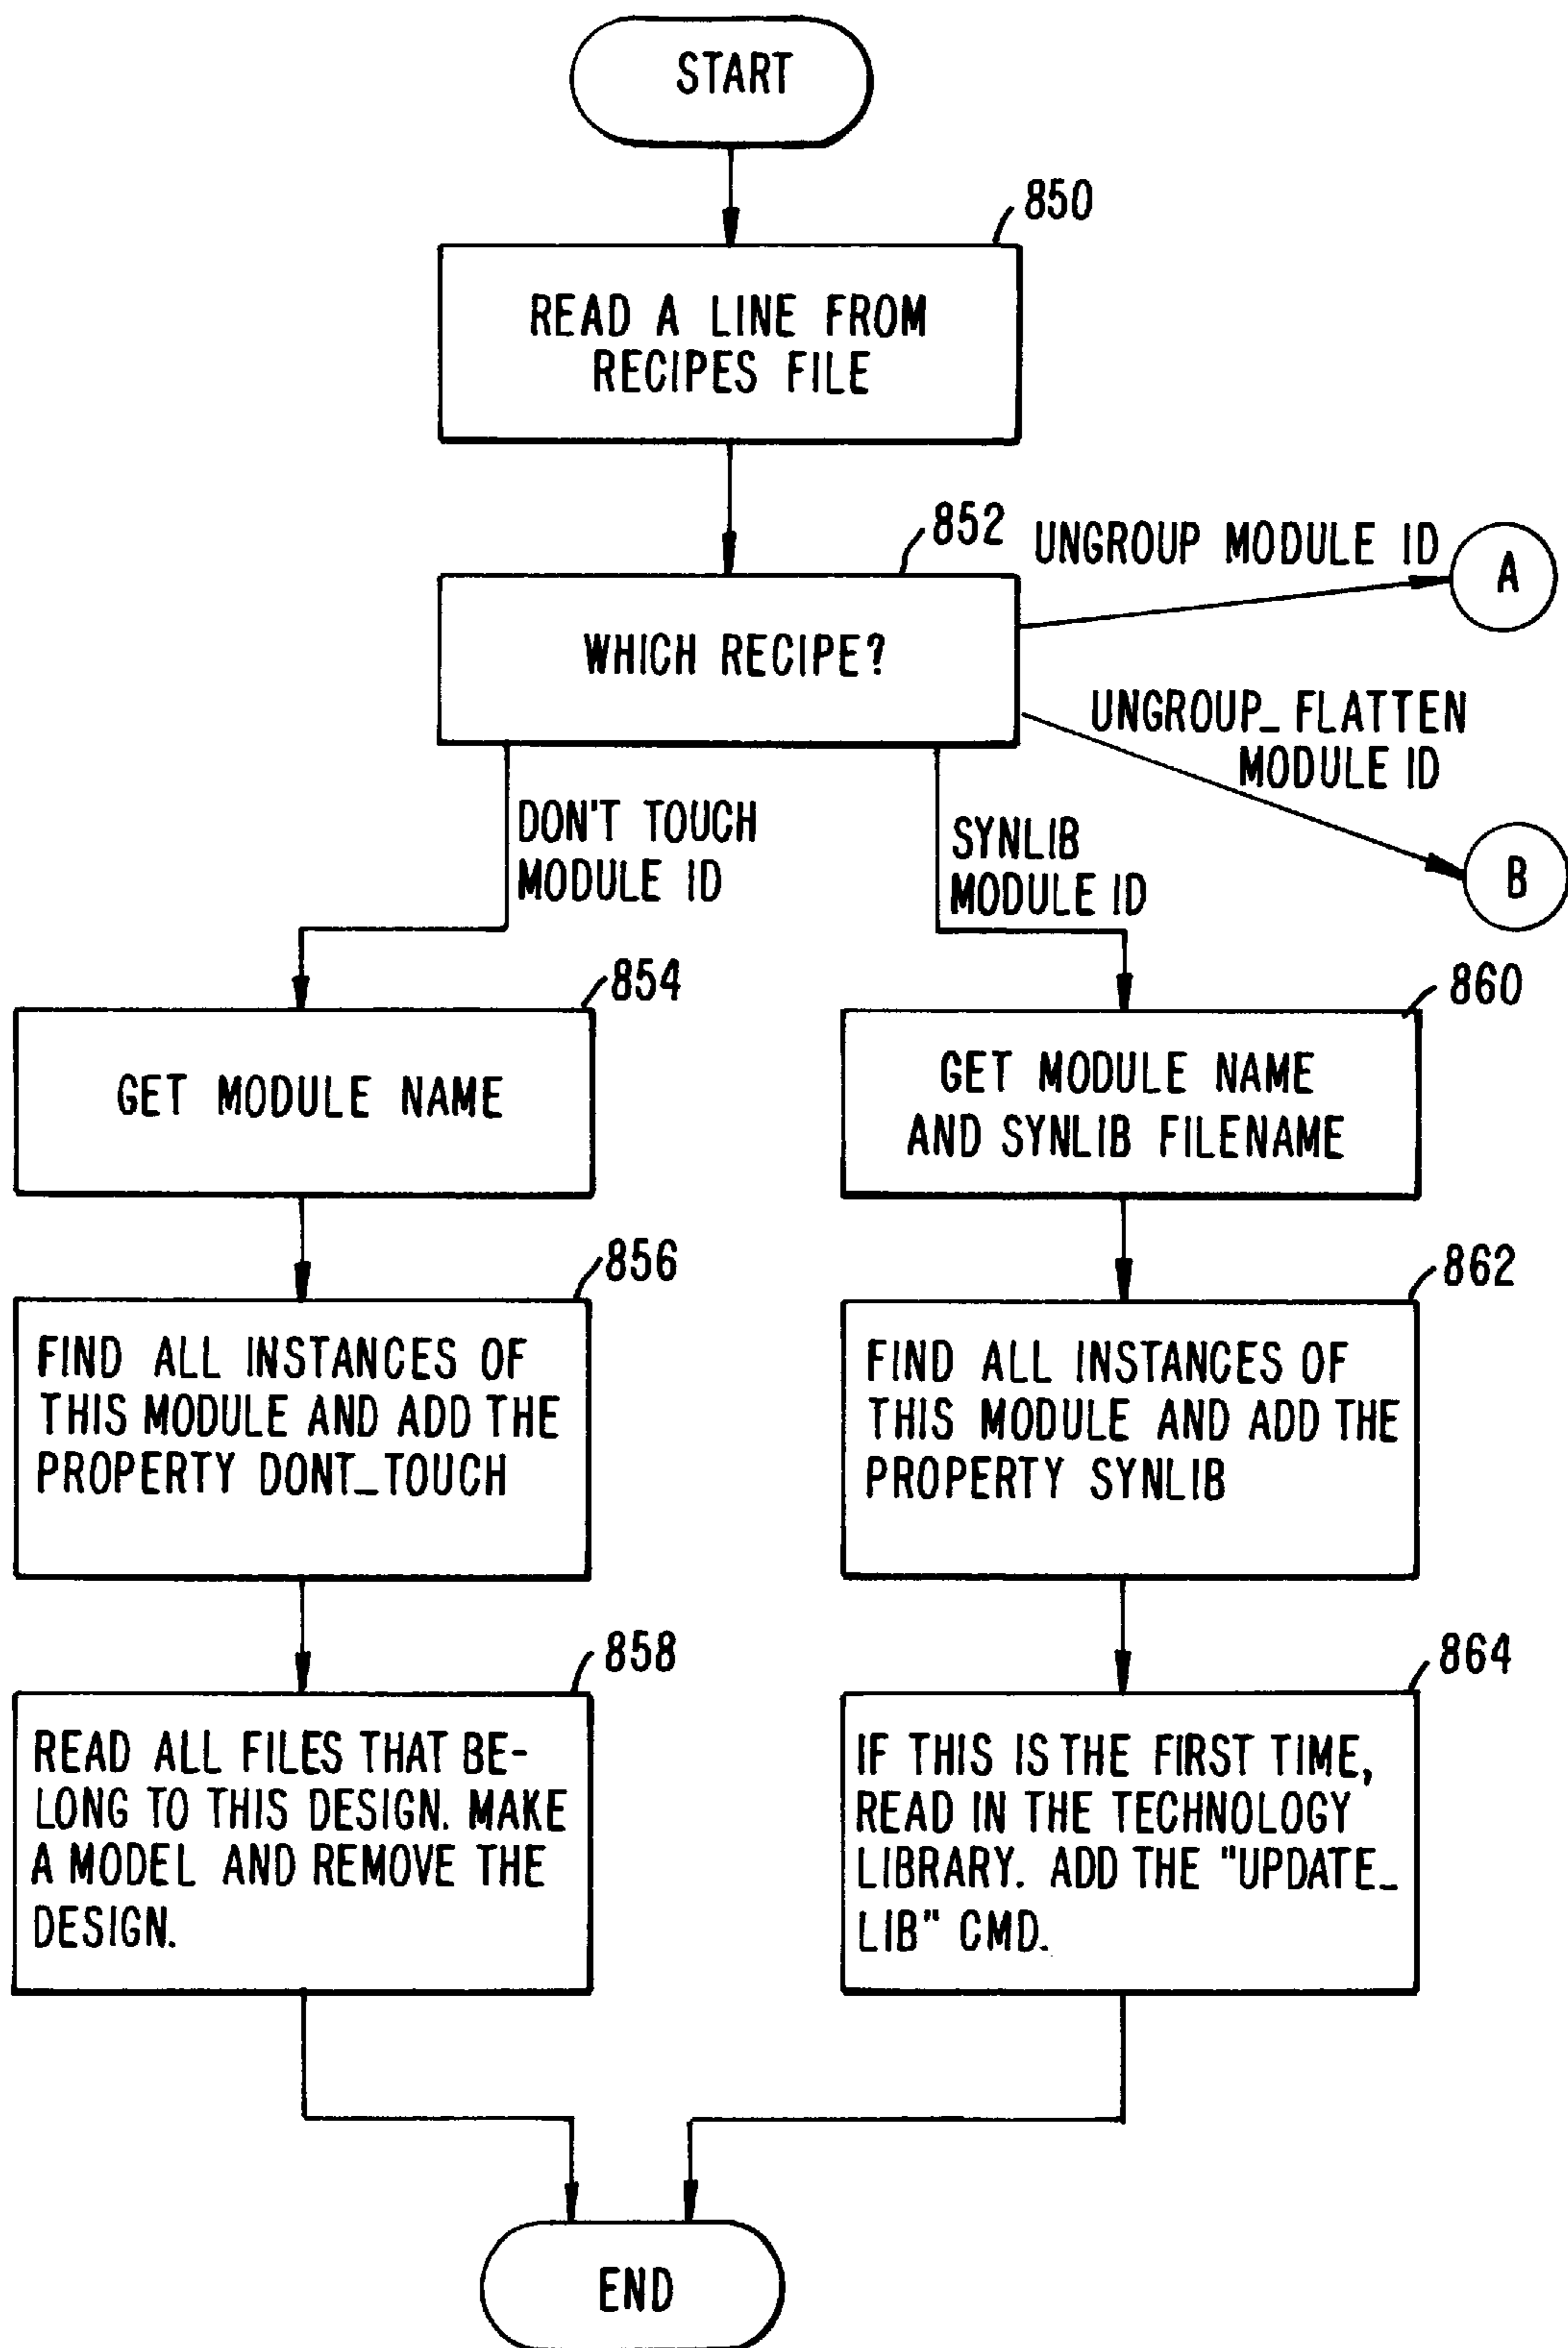 START
850
READ A LINE FROM
RECIPES FILE
852
UNGROUP MODULE ID
A
WHICH RECIPE?
UNGROUP_ FLATTEN
MODULE ID
B
DON'T TOUCH
MODULE ID
SYNLIB
MODULE ID
854
GET MODULE NAME
860
GET MODULE NAME
AND SYNLIB FILENAME
856
FIND ALL INSTANCES OF
THIS MODULE AND ADD THE
PROPERTY DONT_TOUCH
862
FIND ALL INSTANCES OF
THIS MODULE AND ADD THE
PROPERTY SYNLIB
858
READ ALL FILES THAT BE-
LONG TO THIS DESIGN. MAKE
A MODEL AND REMOVE THE
DESIGN.
864
IF THIS IS THE FIRST TIME,
READ IN THE TECHNOLOGY
LIBRARY. ADD THE "UPDATE_
LIB" CMD.
END